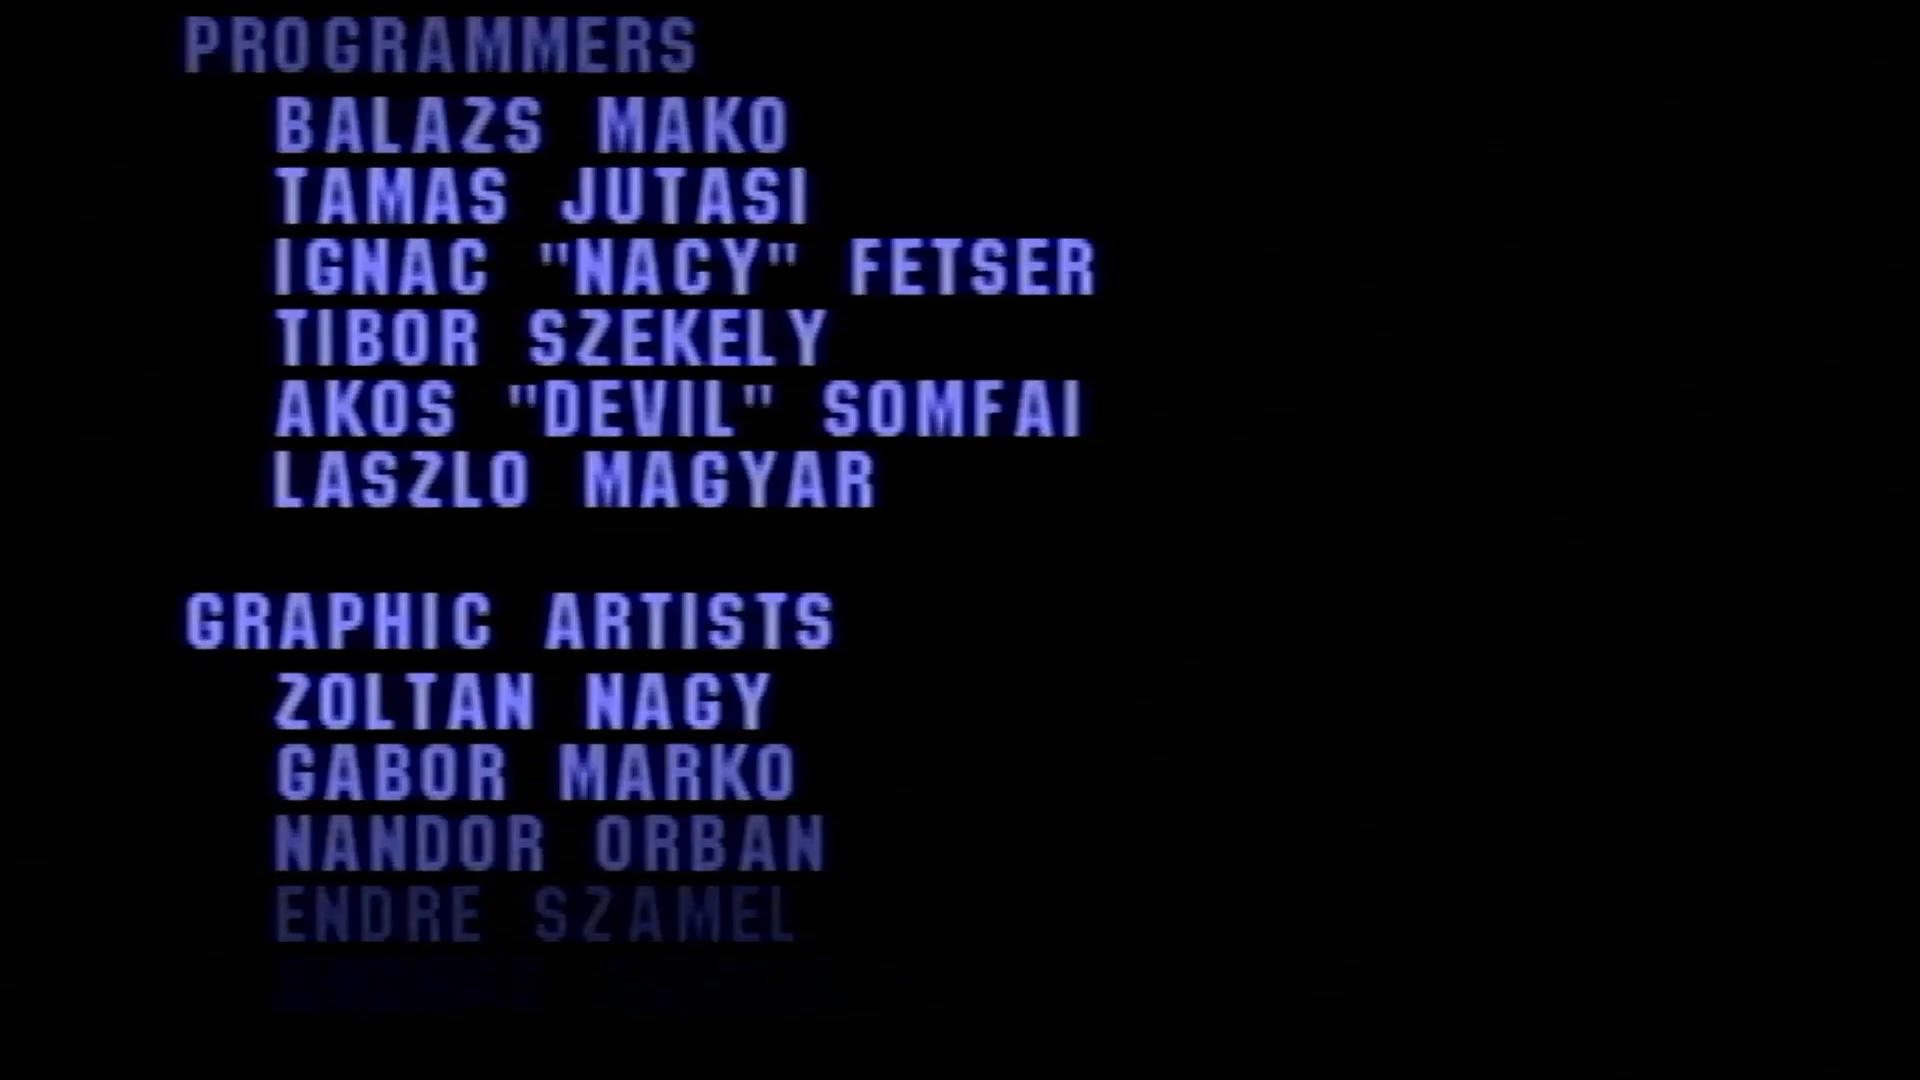 PROGRAMMERS
BALAZS MAKO
TAMAS JUTASI
IGNAC "NACY" FETSER
TIBOR SZEKELY
AKOS "DEVIL" SOMFAI
LASZLO MAGYAR
GRAPHIC ARTISTS
ZOLTAN NAGY
GABOR MARKO
NANDOR ORBAN
ENDRE SZAMEL